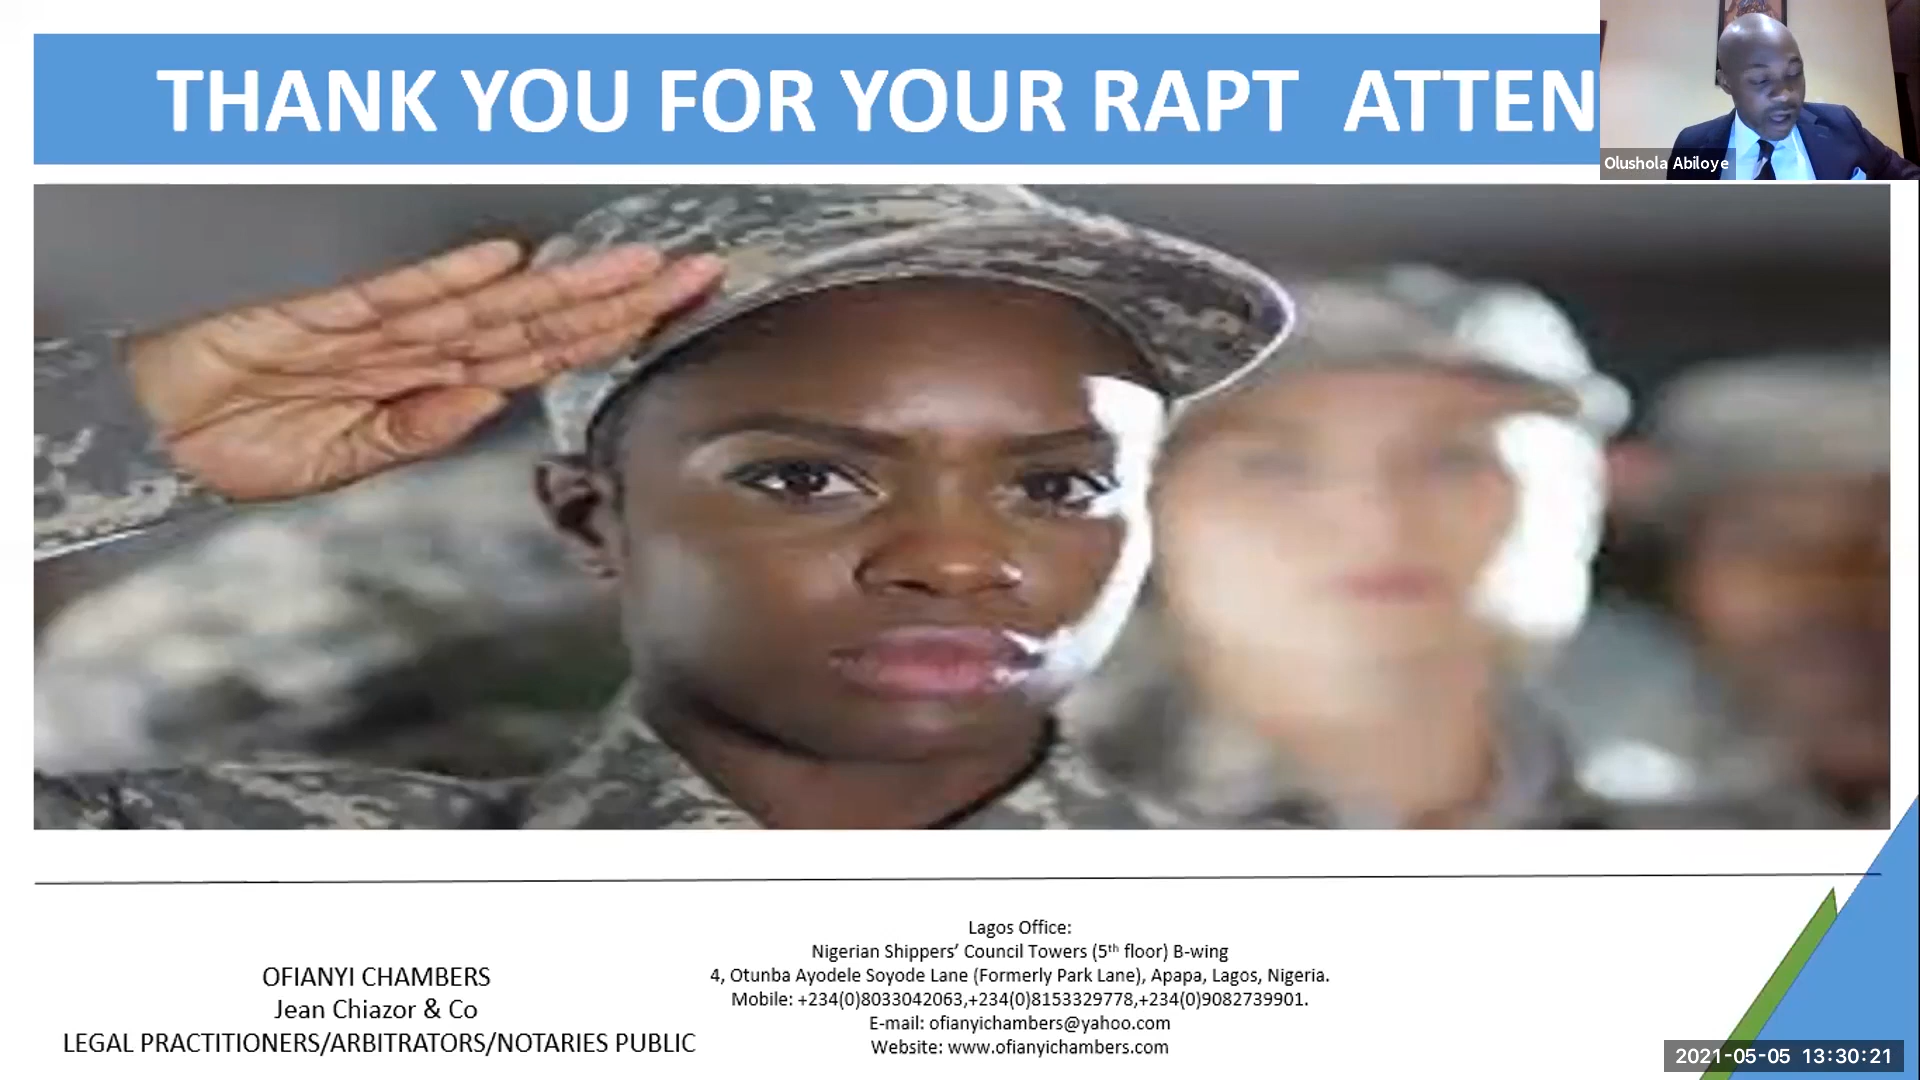 THANK YOU FOR YOUR RAPT ATTEN
Olushola Abiloye
OFIANYI CHAMBERS
Jean Chiazor & Co
LEGAL PRACTITIONERS/ARBITRATORS/NOTARIES PUBLIC
Lagos Office:
Nigerian Shippers’ Council Towers (5th floor) B-wing
4, Otunba Ayodele Soyode Lane (Formerly Park Lane), Apapa, Lagos, Nigeria.
Mobile: +234(0)8033042063,+234(0)8153329778,+234(0)9082739901.
E-mail: ofianyichambers@yahoo.com
Website: www.ofianyichambers.com
2021-05-05 13:30:21